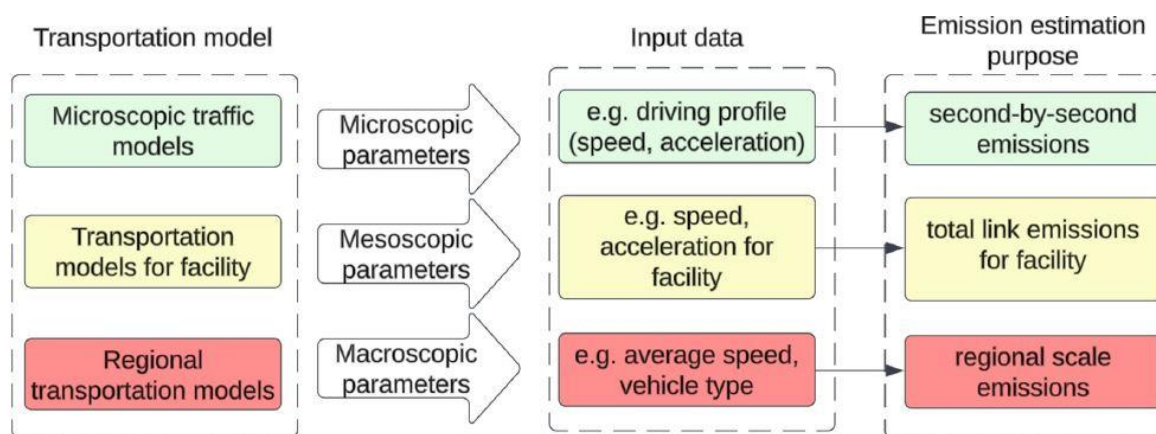 Transportation model
Input data
Emission estimation
purpose
Microscopic traffic
models
Microscopic
parameters
e.g. driving profile
(speed, acceleration)
second-by-second
emissions
Transportation
models for facility
Mesoscopic
parameters
e.g. speed,
acceleration for
facility
total link emissions
for facility
Regional
transportation models
Macroscopic
parameters
e.g. average speed,
vehicle type
regional scale
emissions